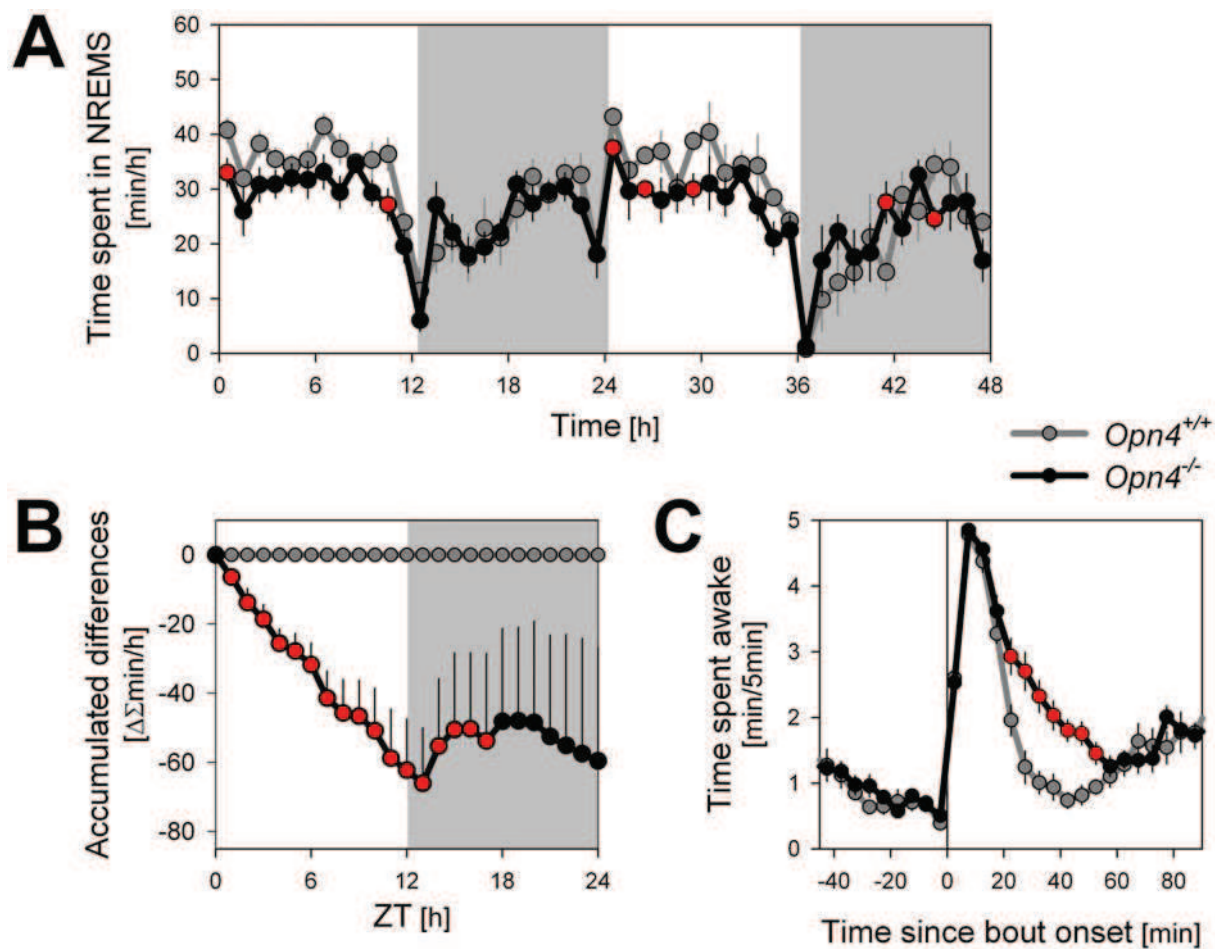 A
Time spent in NREMS
[min/h]
60
50
40
30
20
10
0
0 6 12 18 24 30 36 42 48
Time [h]
Opn4+/+
Opn4-/-
B
Accumulated differences
[ΔΣmin/h]
0
-20
-40
-60
-80
0 6 12 18 24
ZT [h]
C
Time spent awake
[min/5min]
5
4
3
2
1
0
-40 -20 0 20 40 60 80
Time since bout onset [min]